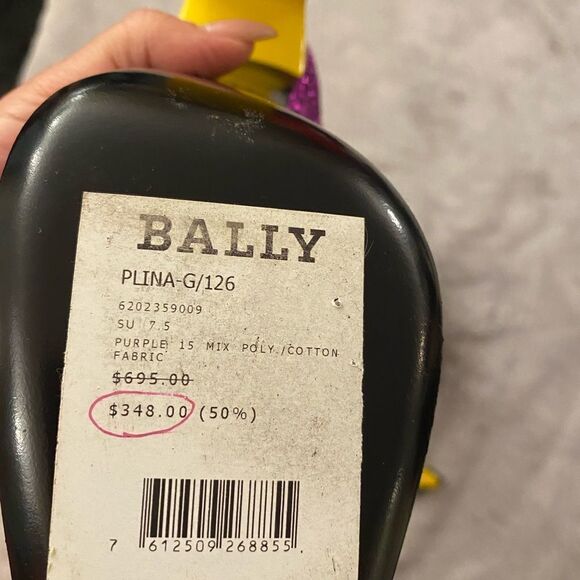 BALLY
PLINA-G/126
6202359009
SU 7.5
PURPLE 15 MIX POLY./COTTON
FABRIC
$695.00
$348.00 (50%)
7 612509 268855.